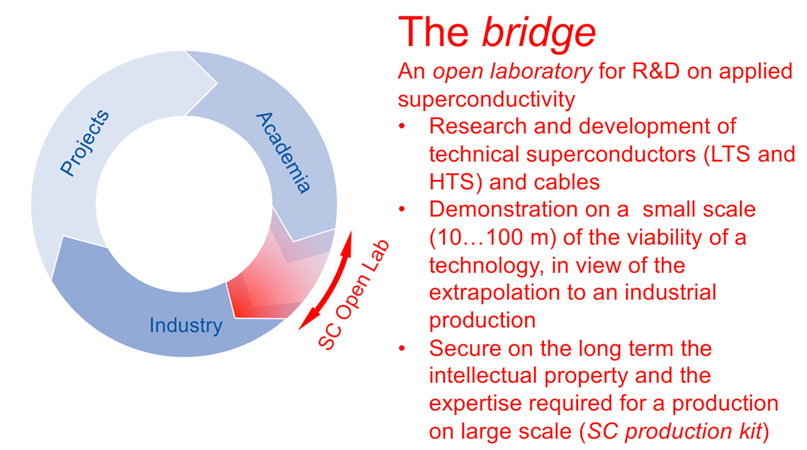 The bridge
An open laboratory for R&D on applied
superconductivity
• Research and development of
technical superconductors (LTS and
HTS) and cables
• Demonstration on a  small scale
(10…100 m) of the viability of a
technology, in view of the
extrapolation to an industrial
production
• Secure on the long term the
intellectual property and the
expertise required for a production
on large scale (SC production kit)
Projects
Academia
Industry
SC Open Lab